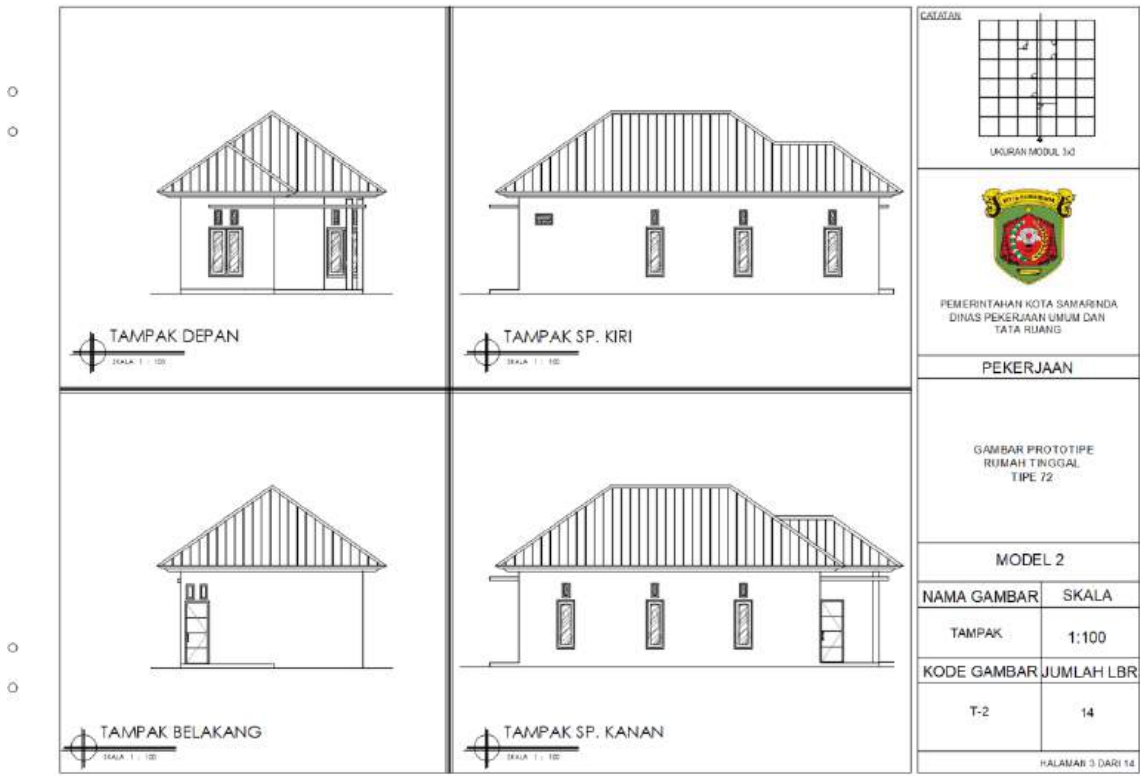 TAMPAK DEPAN
SKALA 1 : 100
TAMPAK SP. KIRI
SKALA 1 : 100
TAMPAK BELAKANG
SKALA 1 : 100
TAMPAK SP. KANAN
SKALA 1 : 100
CATATAN
UKURAN MODUL 3x3
PEMERINTAHAN KOTA SAMARINDA
DINAS PEKERJAAN UMUM DAN
TATA RUANG
PEKERJAAN
GAMBAR PROTOTIPE
RUMAH TINGGAL
TIPE 72
MODEL 2
NAMA GAMBAR SKALA
TAMPAK 1:100
KODE GAMBAR JUMLAH LBR
T-2 14
HALAMAN 3 DARI 14